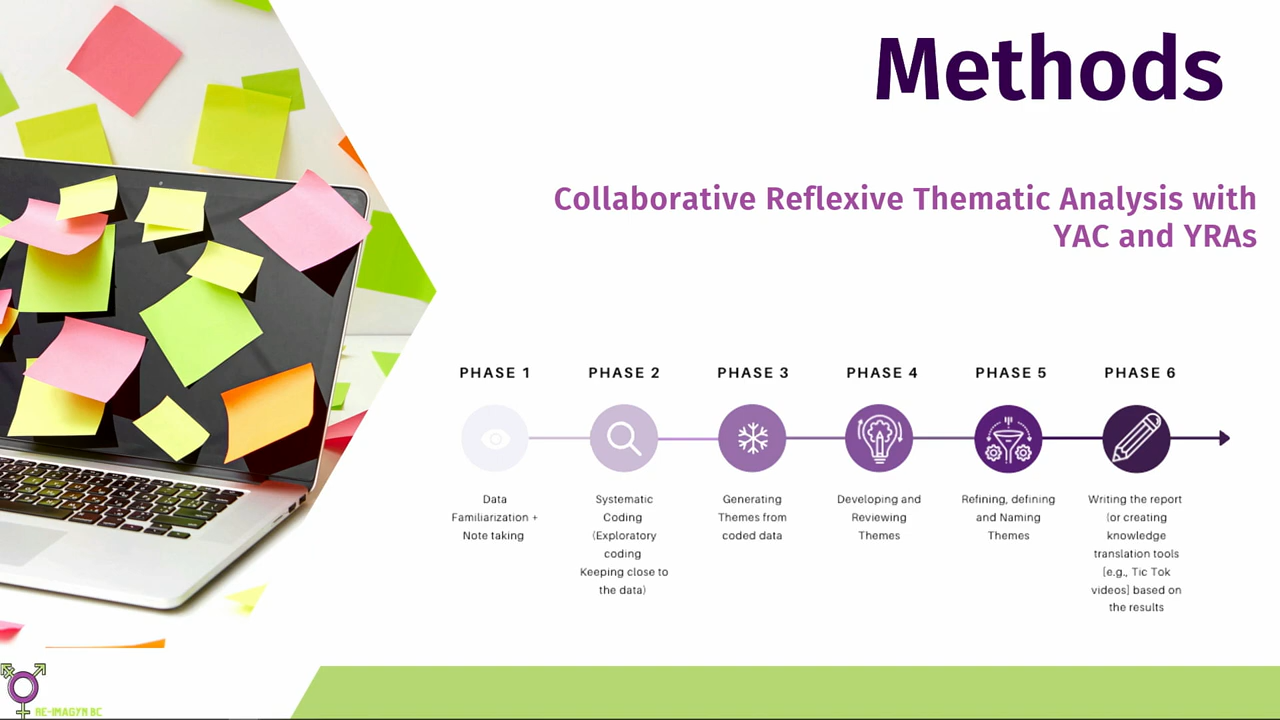 Methods
Collaborative Reflexive Thematic Analysis with
YAC and YRAs
PHASE 1
PHASE 2
PHASE 3
PHASE 4
PHASE 5
PHASE 6
Data
Familiarization +
Note taking
Systematic
Coding
(Exploratory
coding
Keeping close to
the data)
Generating
Themes from
coded data
Developing and
Reviewing
Themes
Refining, defining
and Naming
Themes
Writing the report
(or creating
knowledge
translation tools
[e.g., Tic Tok
videos] based on
the results
RE-IMAGYN BC